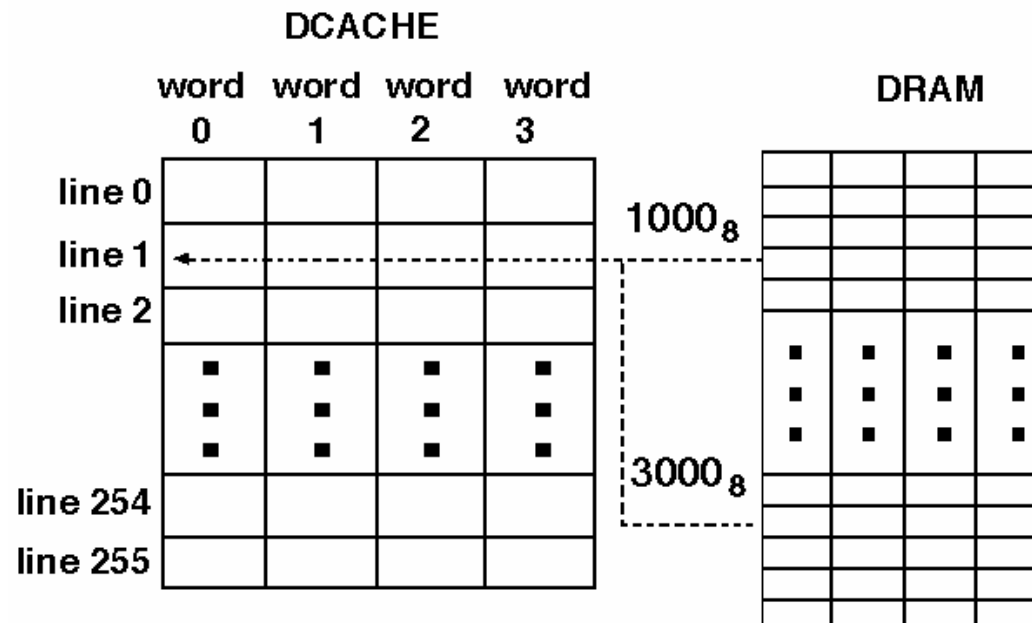 DCACHE
word word word word
0 1 2 3
DRAM
line 0
1000₈
line 1
line 2
3000₈
line 254
line 255